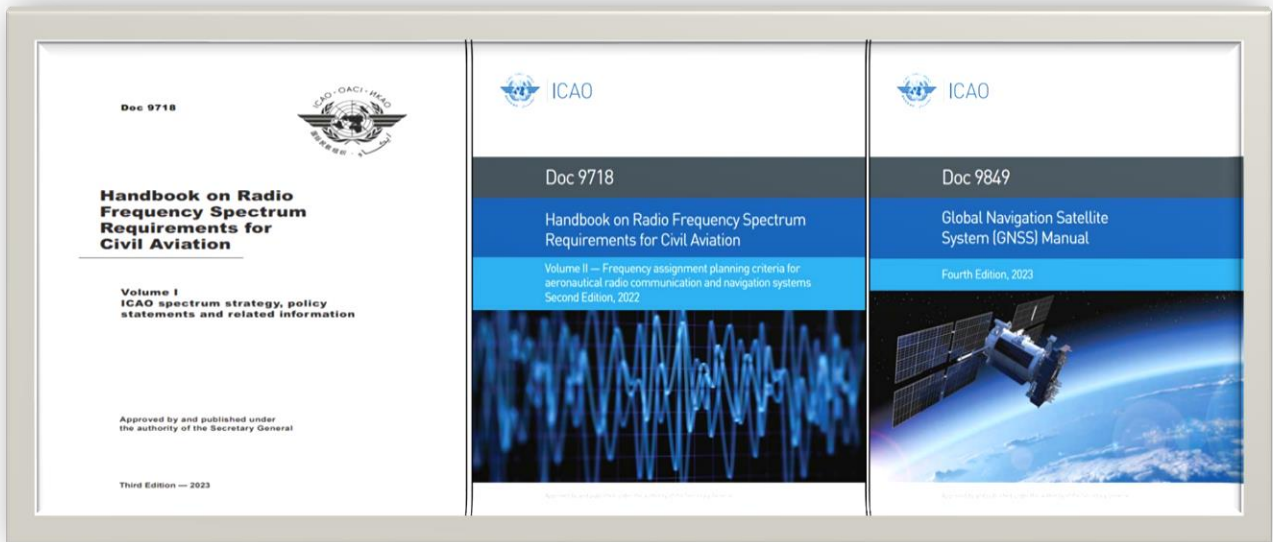 Doc 9718
ICAO · OACI · ИКАО
Handbook on Radio
Frequency Spectrum
Requirements for
Civil Aviation
Volume I
ICAO spectrum strategy, policy
statements and related information
Approved by and published under
the authority of the Secretary General
Third Edition — 2023
ICAO
Doc 9718
Handbook on Radio Frequency Spectrum
Requirements for Civil Aviation
Volume II — Frequency assignment planning criteria for
aeronautical radio communication and navigation systems
Second Edition, 2022
ICAO
Doc 9849
Global Navigation Satellite
System (GNSS) Manual
Fourth Edition, 2023